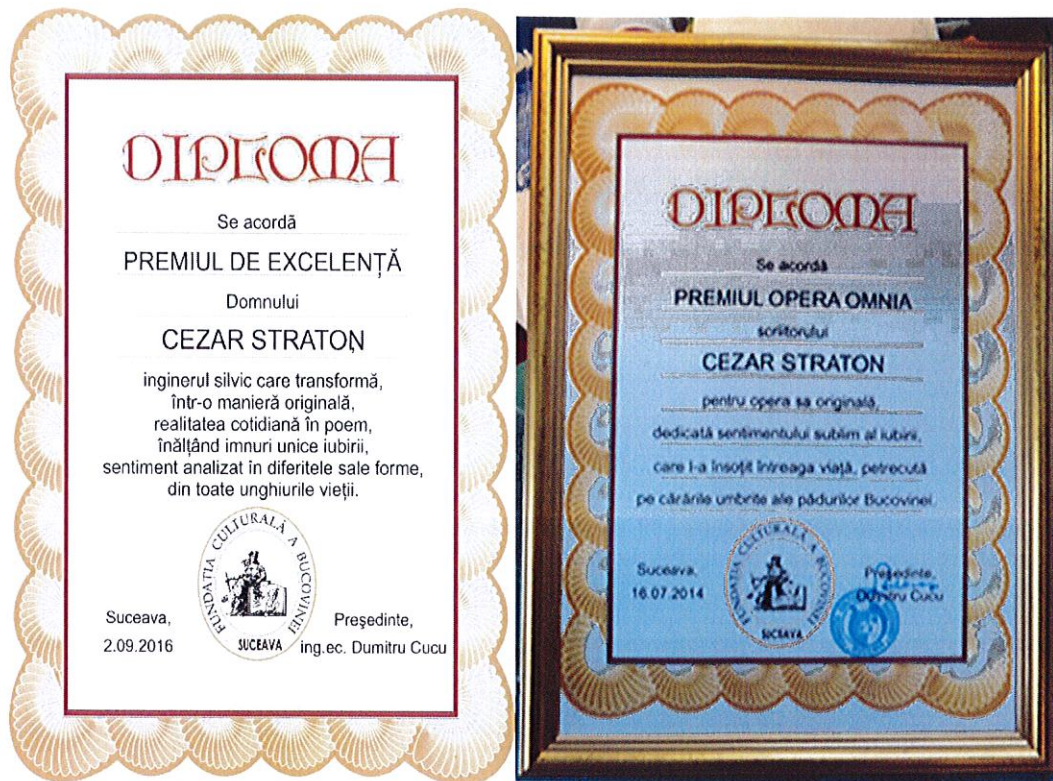 DIPLOMA
Se acordă
PREMIUL DE EXCELENȚĂ
Domnului
CEZAR STRATON
inginerul silvic care transformă,
într-o manieră originală,
realitatea cotidiană în poem,
înălțând imnuri unice iubirii,
sentiment analizat în diferitele sale forme,
din toate unghiurile vieții.
FUNDAȚIA CULTURALĂ A BUCOVINEI
SUCEAVA
Suceava,
2.09.2016
Președinte,
ing.ec. Dumitru Cucu
DIPLOMA
Se acordă
PREMIUL OPERA OMNIA
scriitorului
CEZAR STRATON
pentru opera sa originală,
dedicată sentimentului sublim al iubirii,
care l-a însoțit întreaga viață, petrecută
pe cărările umbrite ale pădurilor Bucovinei.
FUNDAȚIA CULTURALĂ A BUCOVINEI
SUCEAVA
Suceava,
16.07.2014
Președinte,
Dumitru Cucu